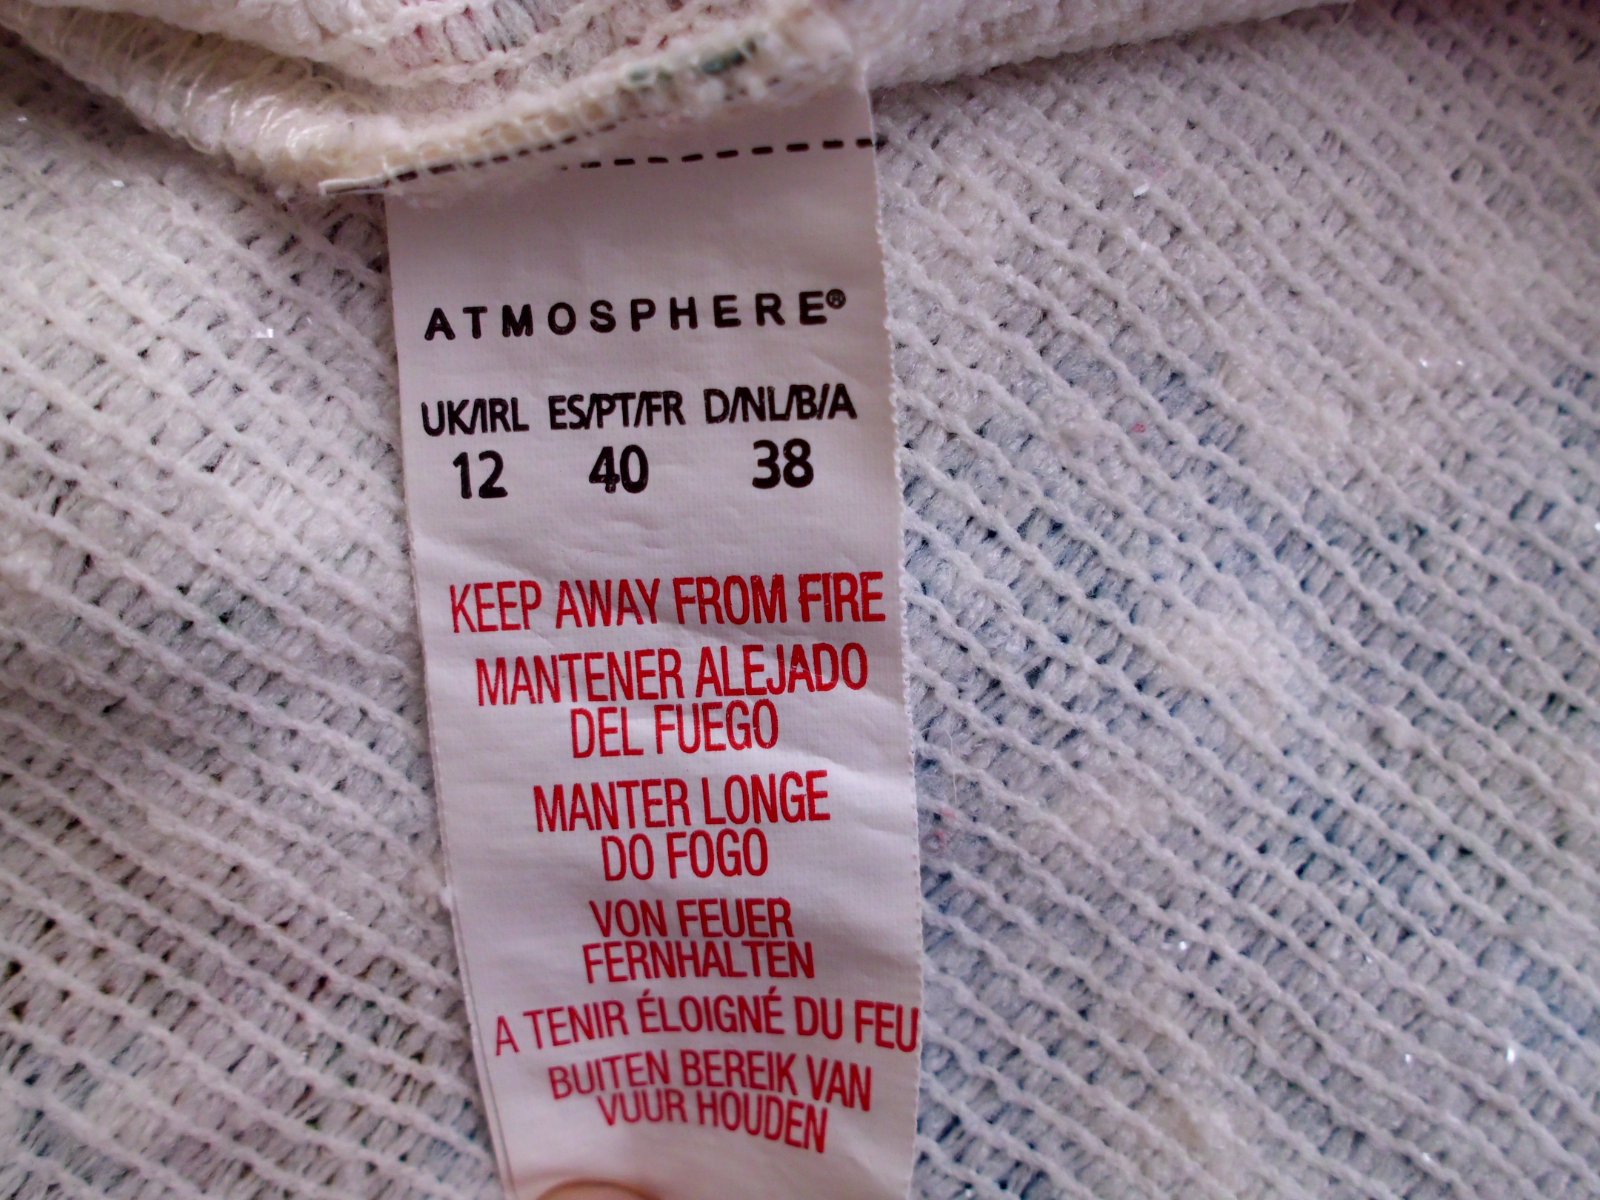 ATMOSPHERE®
UK/IRL ES/PT/FR D/NL/B/A
12 40 38
KEEP AWAY FROM FIRE
MANTENER ALEJADO
DEL FUEGO
MANTER LONGE
DO FOGO
VON FEUER
FERNHALTEN
A TENIR ÉLOIGNÉ DU FEU
BUITEN BEREIK VAN
VUUR HOUDEN